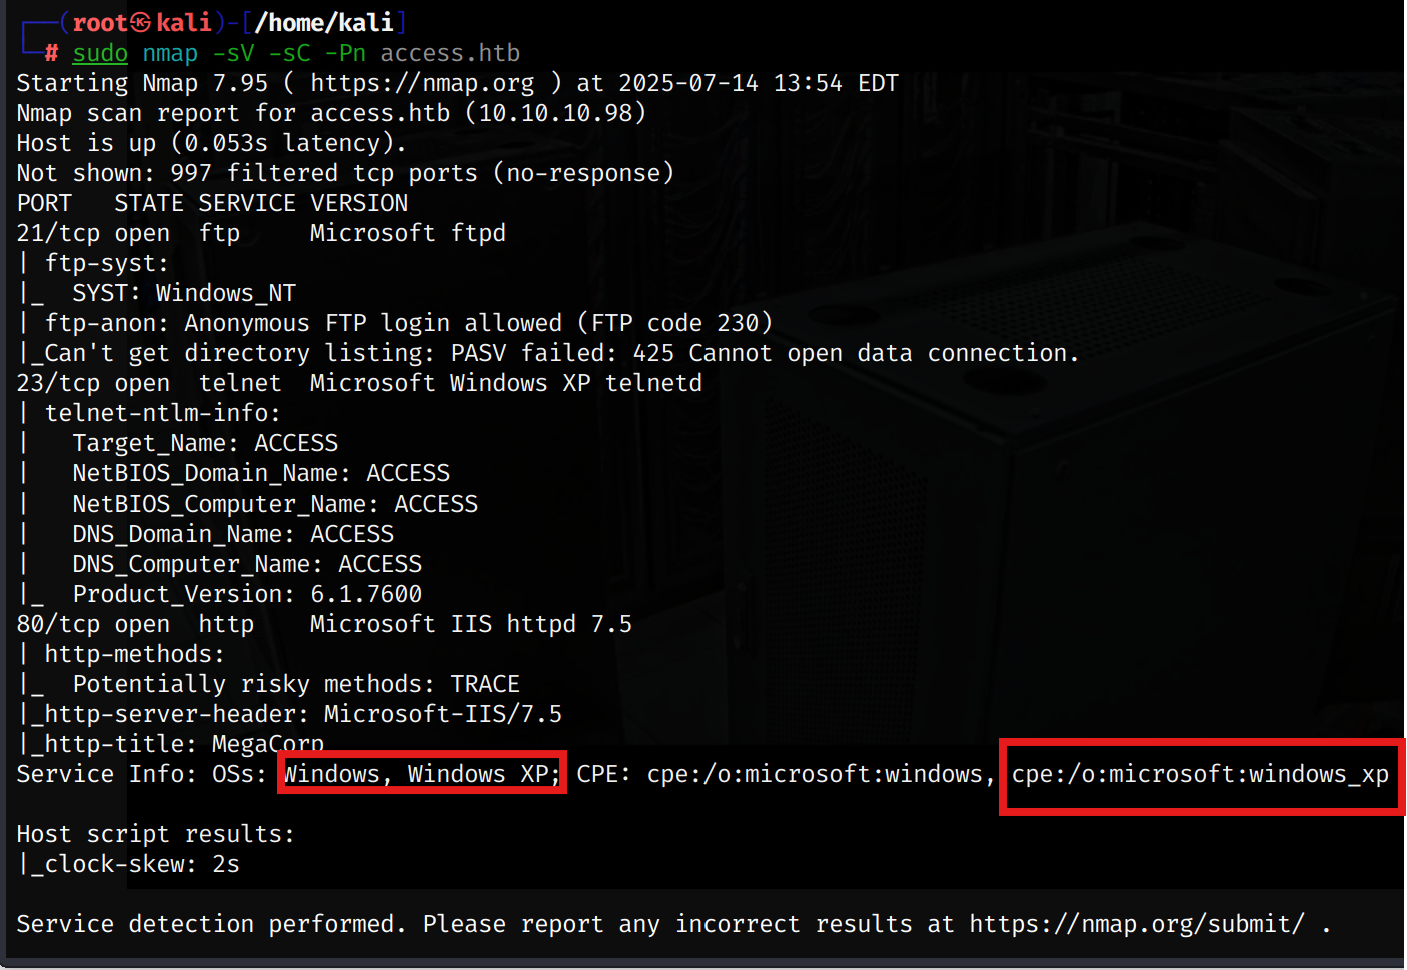 ┌──(root㉿kali)-[/home/kali]
└─# sudo nmap -sV -sC -Pn access.htb
Starting Nmap 7.95 ( https://nmap.org ) at 2025-07-14 13:54 EDT
Nmap scan report for access.htb (10.10.10.98)
Host is up (0.053s latency).
Not shown: 997 filtered tcp ports (no-response)
PORT   STATE SERVICE VERSION
21/tcp open  ftp     Microsoft ftpd
| ftp-syst:
|_  SYST: Windows_NT
| ftp-anon: Anonymous FTP login allowed (FTP code 230)
|_Can't get directory listing: PASV failed: 425 Cannot open data connection.
23/tcp open  telnet  Microsoft Windows XP telnetd
| telnet-ntlm-info:
|   Target_Name: ACCESS
|   NetBIOS_Domain_Name: ACCESS
|   NetBIOS_Computer_Name: ACCESS
|   DNS_Domain_Name: ACCESS
|   DNS_Computer_Name: ACCESS
|_  Product_Version: 6.1.7600
80/tcp open  http    Microsoft IIS httpd 7.5
| http-methods:
|_  Potentially risky methods: TRACE
|_http-server-header: Microsoft-IIS/7.5
|_http-title: MegaCorp
Service Info: OSs: Windows, Windows XP; CPE: cpe:/o:microsoft:windows, cpe:/o:microsoft:windows_xp
Host script results:
|_clock-skew: 2s
Service detection performed. Please report any incorrect results at https://nmap.org/submit/ .